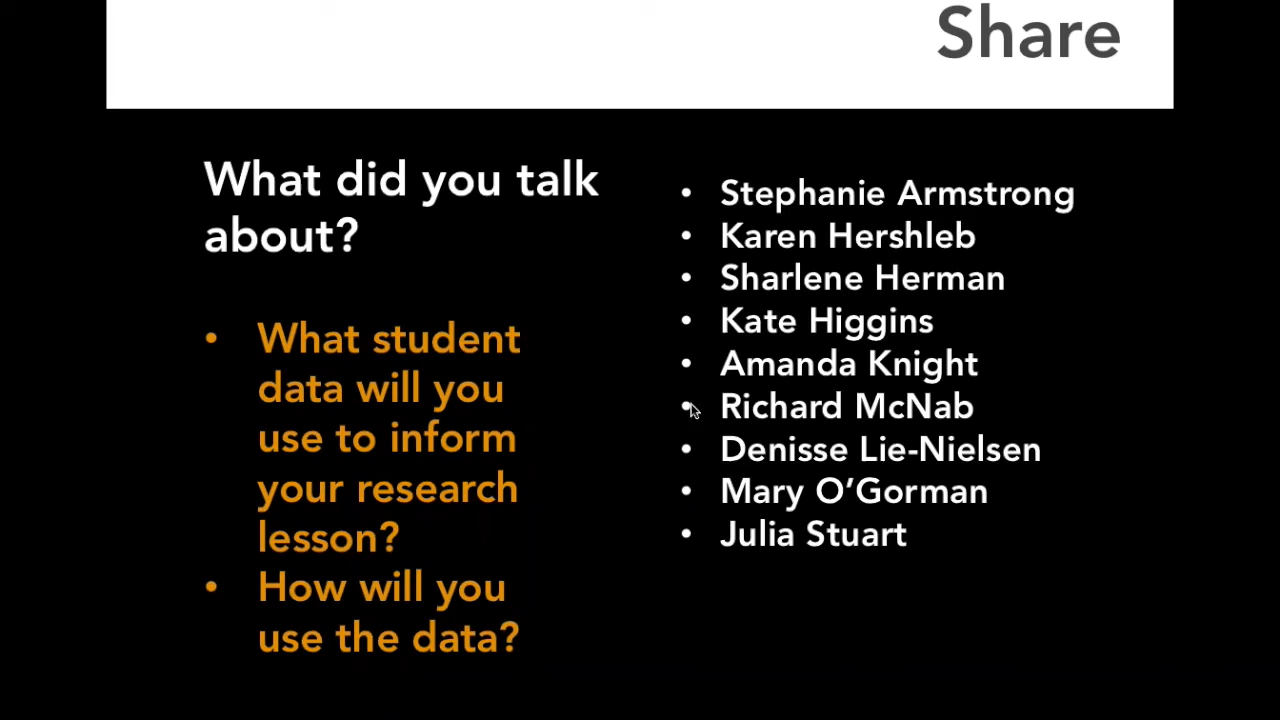 Share
What did you talk
about?
• What student
data will you
use to inform
your research
lesson?
• How will you
use the data?
• Stephanie Armstrong
• Karen Hershleb
• Sharlene Herman
• Kate Higgins
• Amanda Knight
• Richard McNab
• Denisse Lie-Nielsen
• Mary O’Gorman
• Julia Stuart